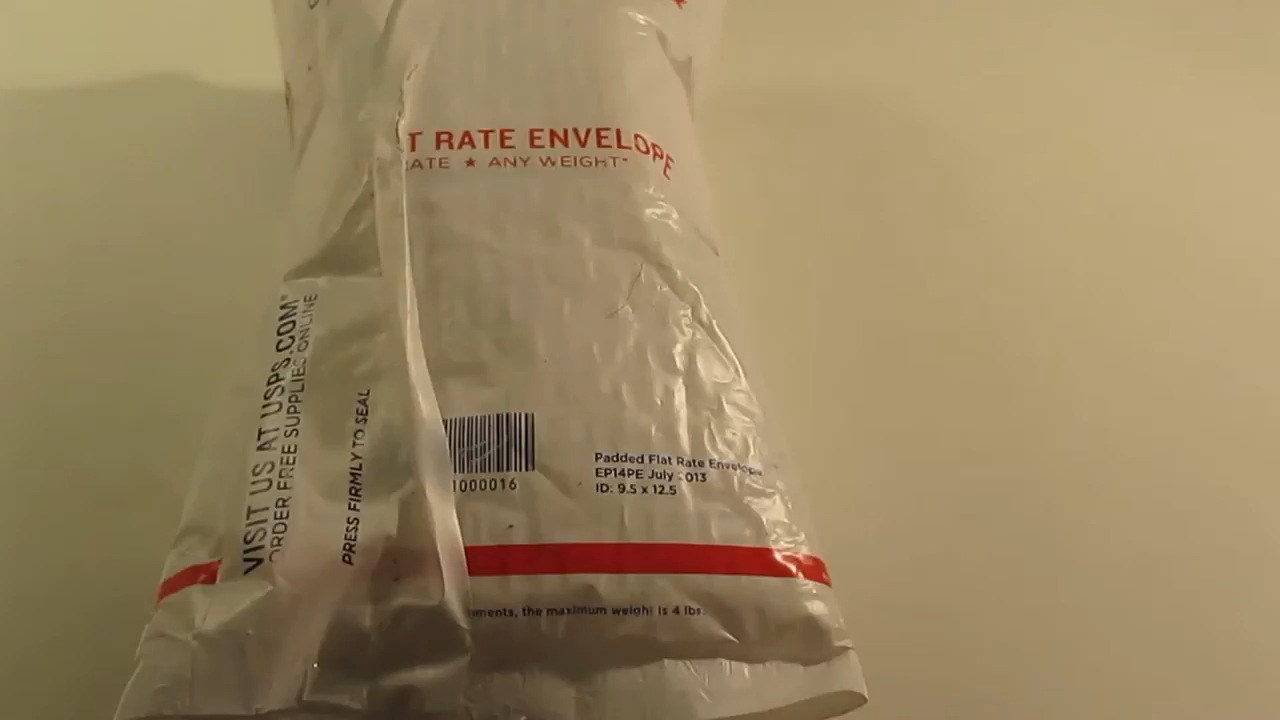 T RATE ENVELOPE
ATE ★ ANY WEIGHT*
VISIT US AT USPS.COM®
ORDER FREE SUPPLIES ONLINE
PRESS FIRMLY TO SEAL
1000016
Padded Flat Rate Envelope
EP14PE July 2013
ID: 9.5 x 12.5
ments, the maximum weight is 4 lbs.